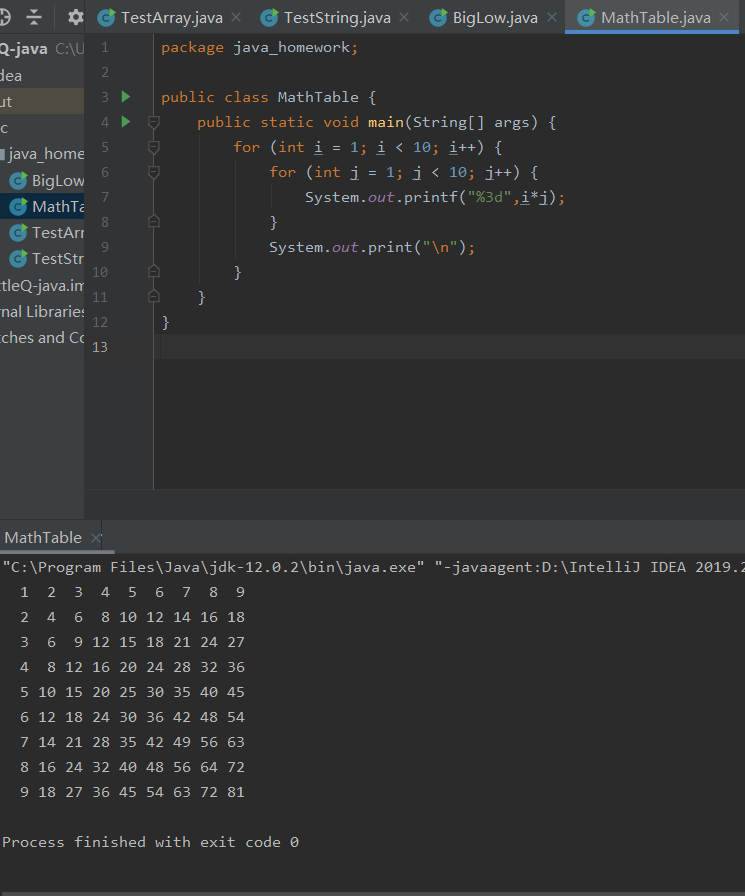 TestArray.java
TestString.java
BigLow.java
MathTable.java
Q-java C:\U
dea
ut
c
java_home
BigLow
MathTa
TestArr
TestStr
ttleQ-java.im
rnal Libraries
tches and Co
1 package java_homework;
2
3 public class MathTable {
4 public static void main(String[] args) {
5 for (int i = 1; i < 10; i++) {
6 for (int j = 1; j < 10; j++) {
7 System.out.printf("%3d",i*j);
8 }
9 System.out.print("\n");
10 }
11 }
12 }
13
MathTable
"C:\Program Files\Java\jdk-12.0.2\bin\java.exe" "-javaagent:D:\IntelliJ IDEA 2019.2
1 2 3 4 5 6 7 8 9
2 4 6 8 10 12 14 16 18
3 6 9 12 15 18 21 24 27
4 8 12 16 20 24 28 32 36
5 10 15 20 25 30 35 40 45
6 12 18 24 30 36 42 48 54
7 14 21 28 35 42 49 56 63
8 16 24 32 40 48 56 64 72
9 18 27 36 45 54 63 72 81
Process finished with exit code 0